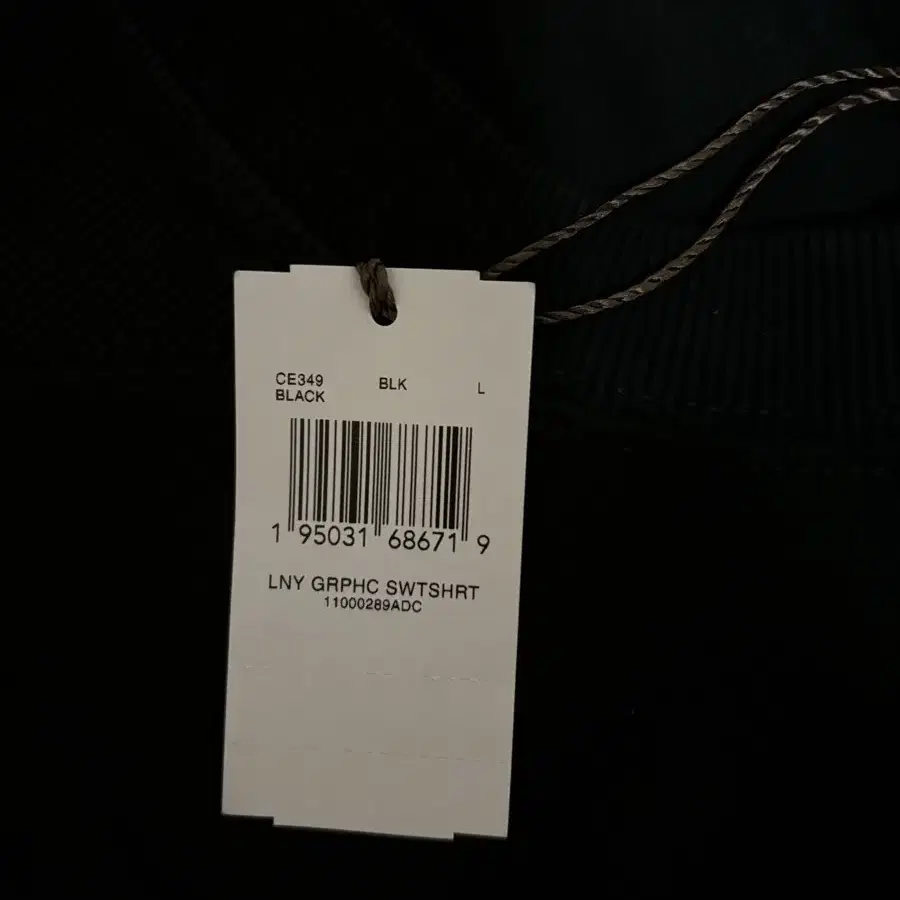 CE349 BLK L
BLACK
1 95031 68671 9
LNY GRPHC SWTSHRT
11000289ADC